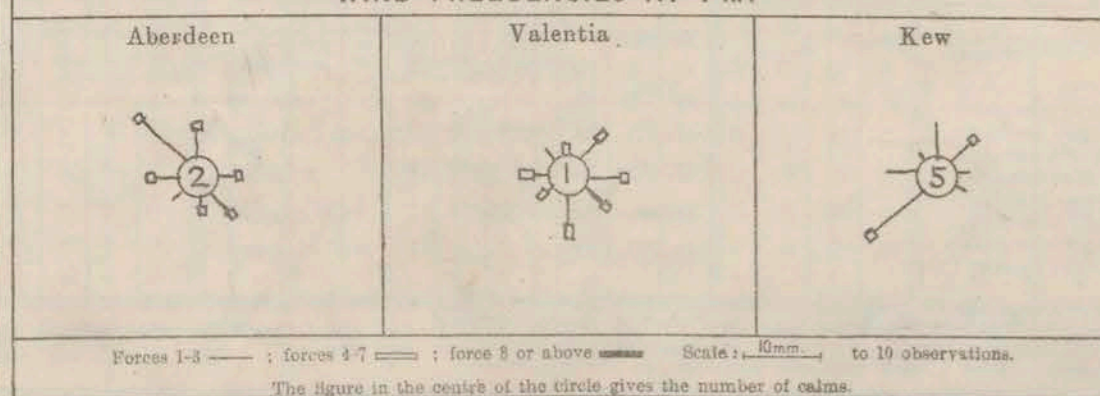 Aberdeen
Valentia
Kew
2
1
5
Forces 1-3 ; forces 4-7 ; force 8 or above Scale: 10mm. to 10 observations.
The figure in the centre of the circle gives the number of calms.